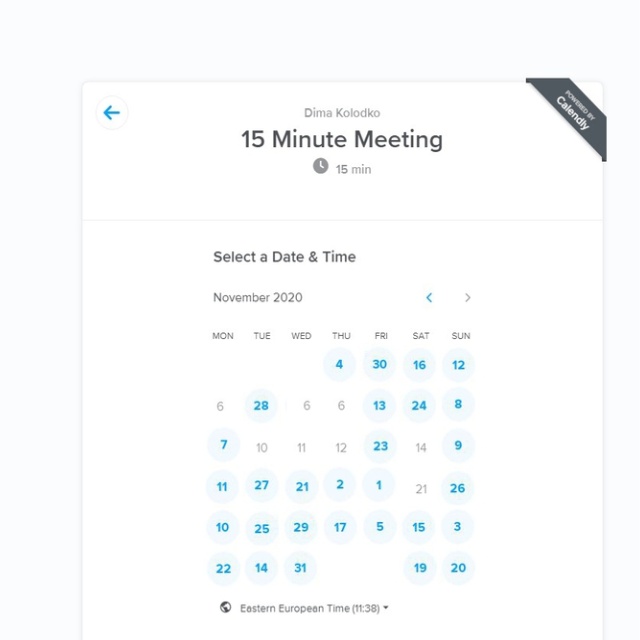 POWERED BY
Calendly
Dima Kolodko
15 Minute Meeting
15 min
Select a Date & Time
November 2020
MON TUE WED THU FRI SAT SUN
4 30 16 12
6 28 6 6 13 24 8
7 10 11 12 23 14 9
11 27 21 2 1 21 26
10 25 29 17 5 15 3
22 14 31 19 20
Eastern European Time (11:38)